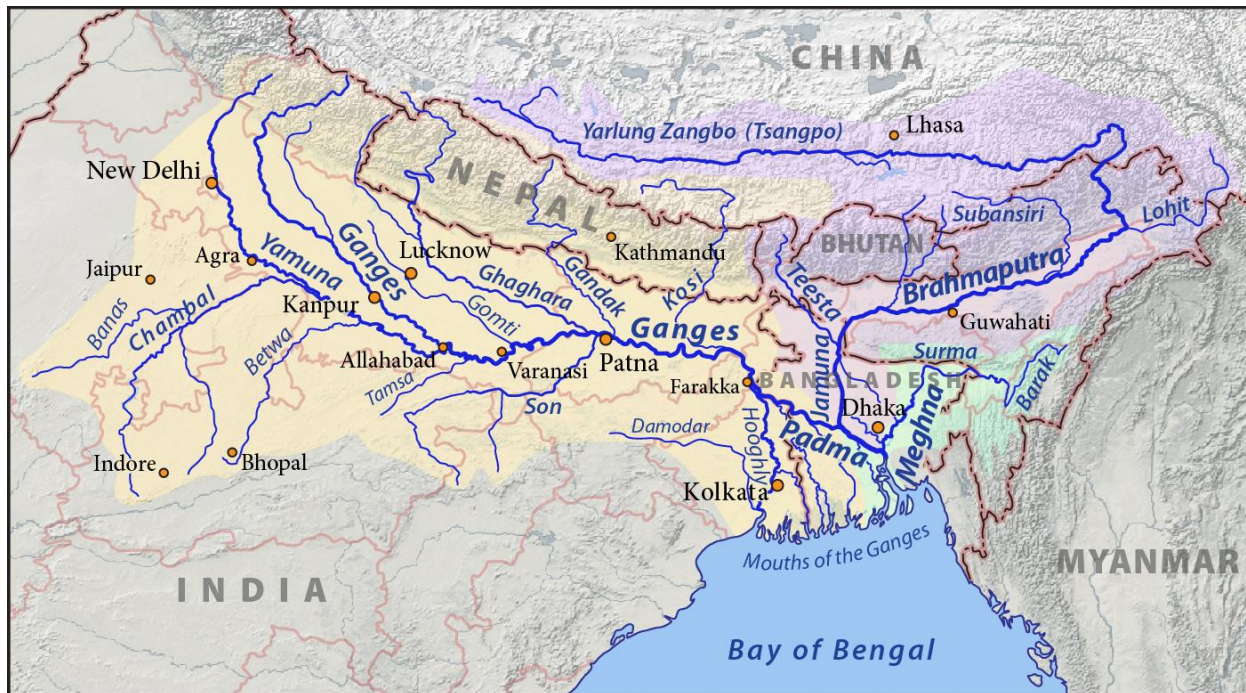 CHINA
Yarlung Zangbo (Tsangpo)
Lhasa
New Delhi
NEPAL
Subansiri
Lohit
Agra
Yamuna
Ganges
Lucknow
Kathmandu
BHUTAN
Jaipur
Ghaghara
Gandak
Kosi
Teesta
Brahmaputra
Banas
Chambal
Kanpur
Gomti
Ganges
Guwahati
Betwa
Allahabad
Varanasi
Patna
Surma
Tamsa
Son
Farakka
BANGLADESH
Jamuna
Barak
Dhaka
Damodar
Hooghly
Padma
Meghna
Indore
Bhopal
Kolkata
Mouths of the Ganges
INDIA
MYANMAR
Bay of Bengal